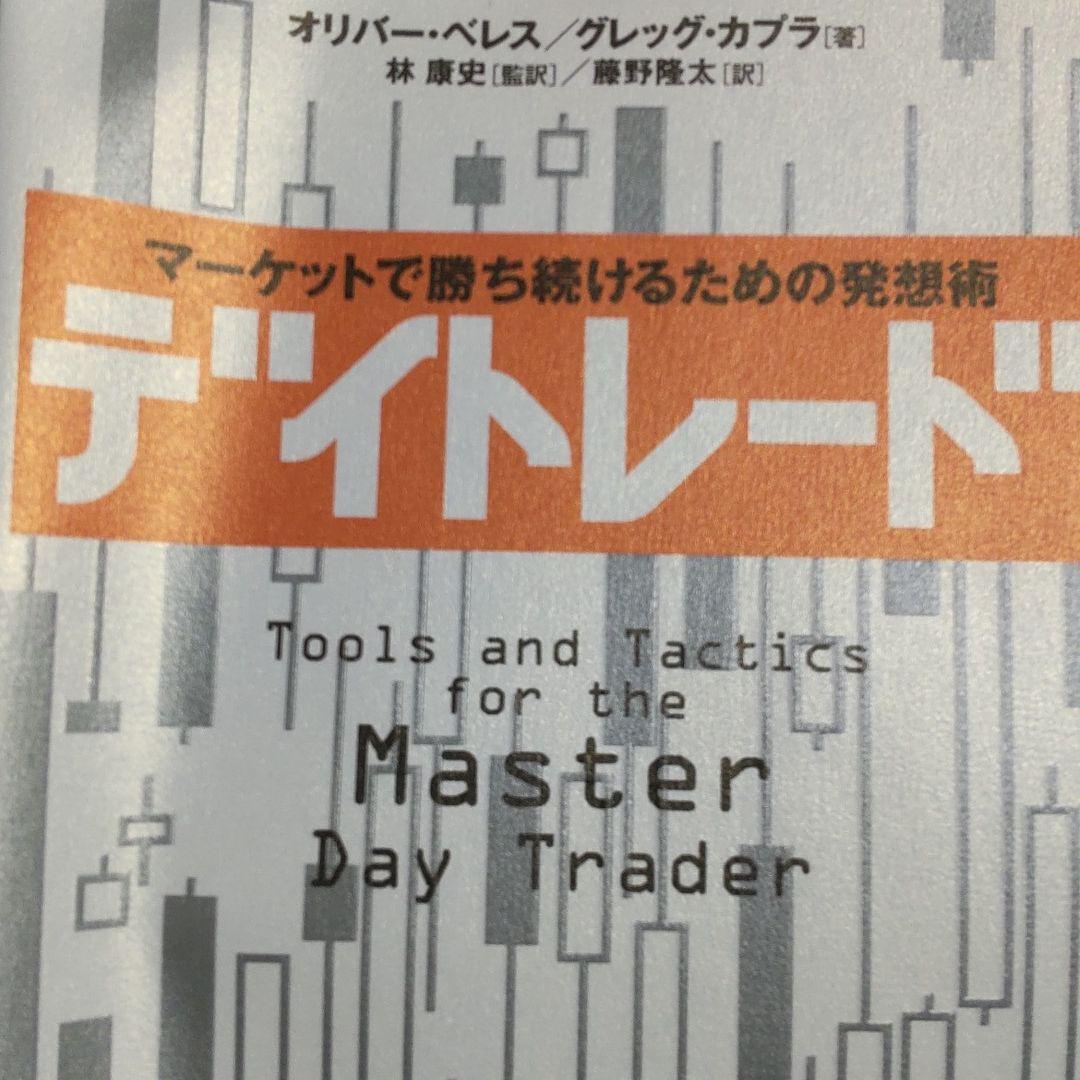 オリバー・ベレス／グレッグ・カプラ[著]
林 康史[監訳]／藤野隆太[訳]
マーケットで勝ち続けるための発想術
デイトレード
Tools and Tactics
for the
Master
Day Trader